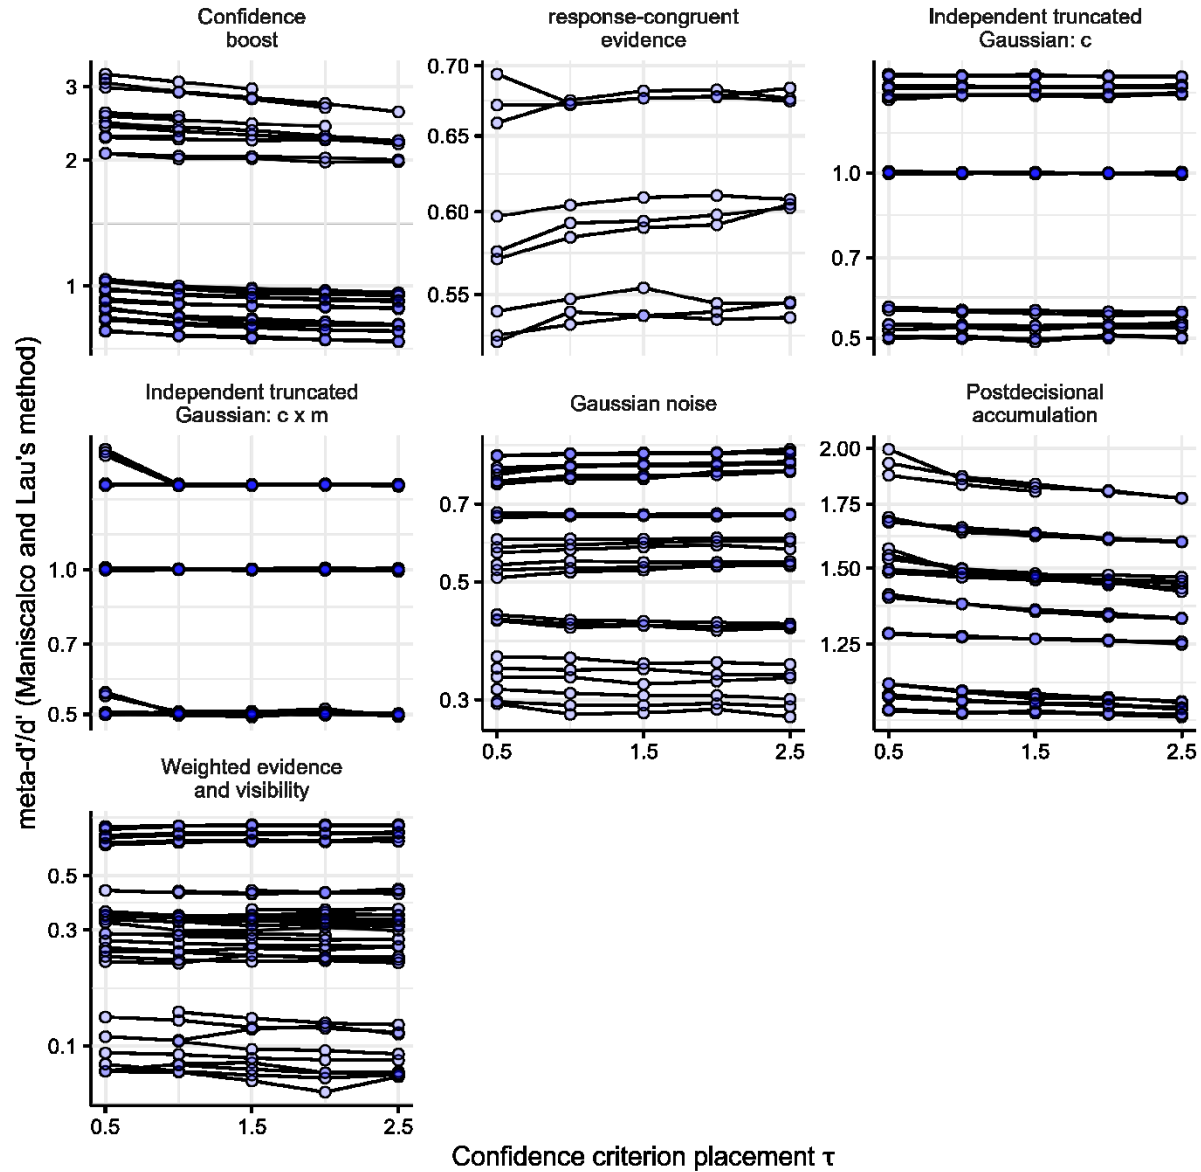 Confidence
boost
response-congruent
evidence
Independent truncated
Gaussian: c
3
2
1
0.70
0.65
0.60
0.55
1.0
0.7
0.5
Independent truncated
Gaussian: c x m
Gaussian noise
Postdecisional
accumulation
1.0
0.7
0.5
0.7
0.5
0.3
0.5
1.5
2.5
2.00
1.75
1.50
1.25
0.5
1.5
2.5
Weighted evidence
and visibility
0.5
0.3
0.1
0.5
1.5
2.5
meta-d'/d' (Maniscalco and Lau's method)
Confidence criterion placement τ